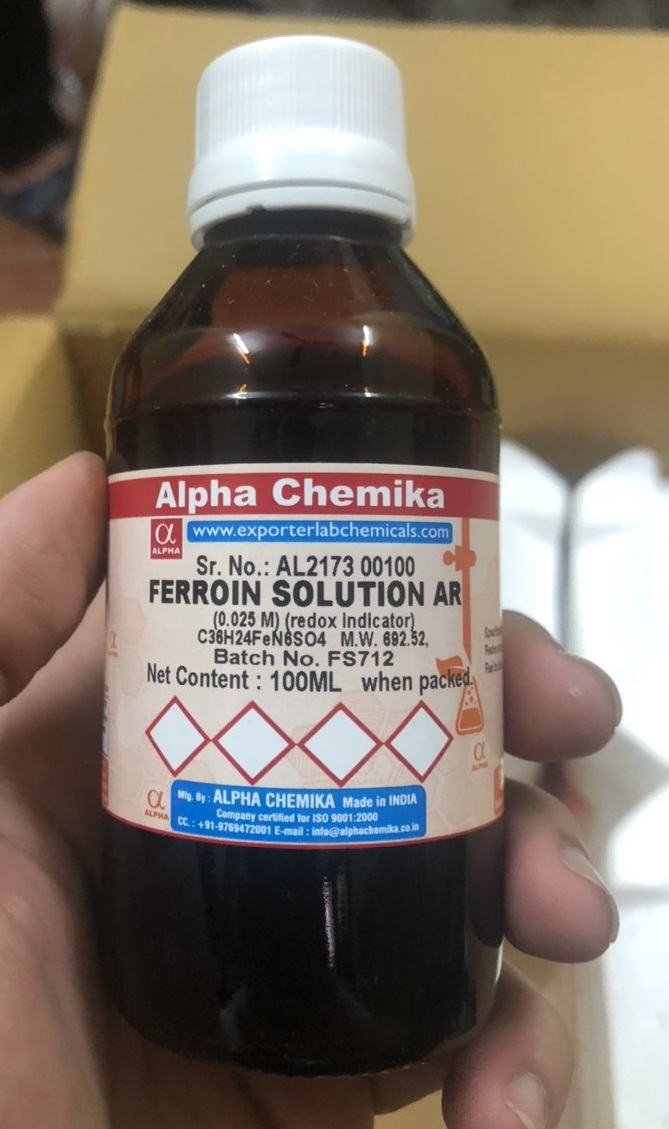 Alpha Chemika
α
ALPHA
www.exporterlabchemicals.com
Sr. No.: AL2173 00100
FERROIN SOLUTION AR
(0.025 M) (redox indicator)
C36H24FeN6SO4 M.W. 692.52,
Batch No. FS712
Net Content : 100ML when packed.
α
ALPHA
α
ALPHA
Mfg. By : ALPHA CHEMIKA Made in INDIA
Company certified for ISO 9001:2000
CC. : +91-9769472001 E-mail : info@alphachemika.co.in